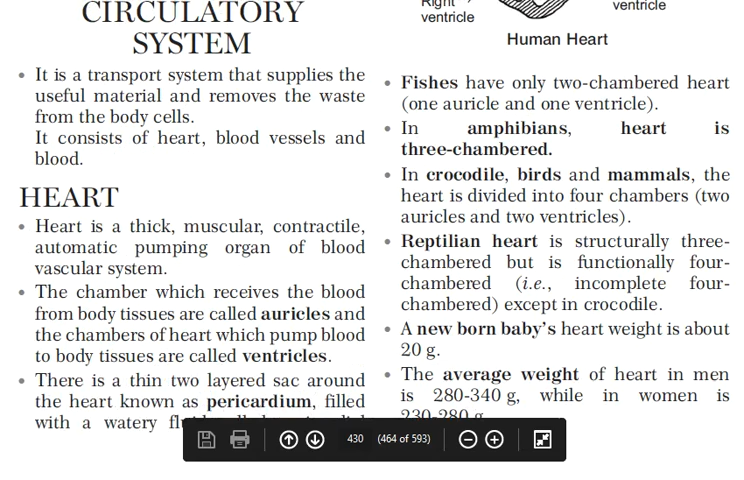 CIRCULATORY
SYSTEM
• It is a transport system that supplies the
useful material and removes the waste
from the body cells.
It consists of heart, blood vessels and
blood.
HEART
• Heart is a thick, muscular, contractile,
automatic pumping organ of blood
vascular system.
• The chamber which receives the blood
from body tissues are called auricles and
the chambers of heart which pump blood
to body tissues are called ventricles.
• There is a thin two layered sac around
the heart known as pericardium, filled
with a watery
Right
ventricle
ventricle
Human Heart
• Fishes have only two-chambered heart
(one auricle and one ventricle).
• In amphibians, heart is
three-chambered.
• In crocodile, birds and mammals, the
heart is divided into four chambers (two
auricles and two ventricles).
• Reptilian heart is structurally three-
chambered but is functionally four-
chambered (i.e., incomplete four-
chambered) except in crocodile.
• A new born baby's heart weight is about
20 g.
• The average weight of heart in men
is 280-340 g, while in women is
230-280 g
430 (464 of 593)